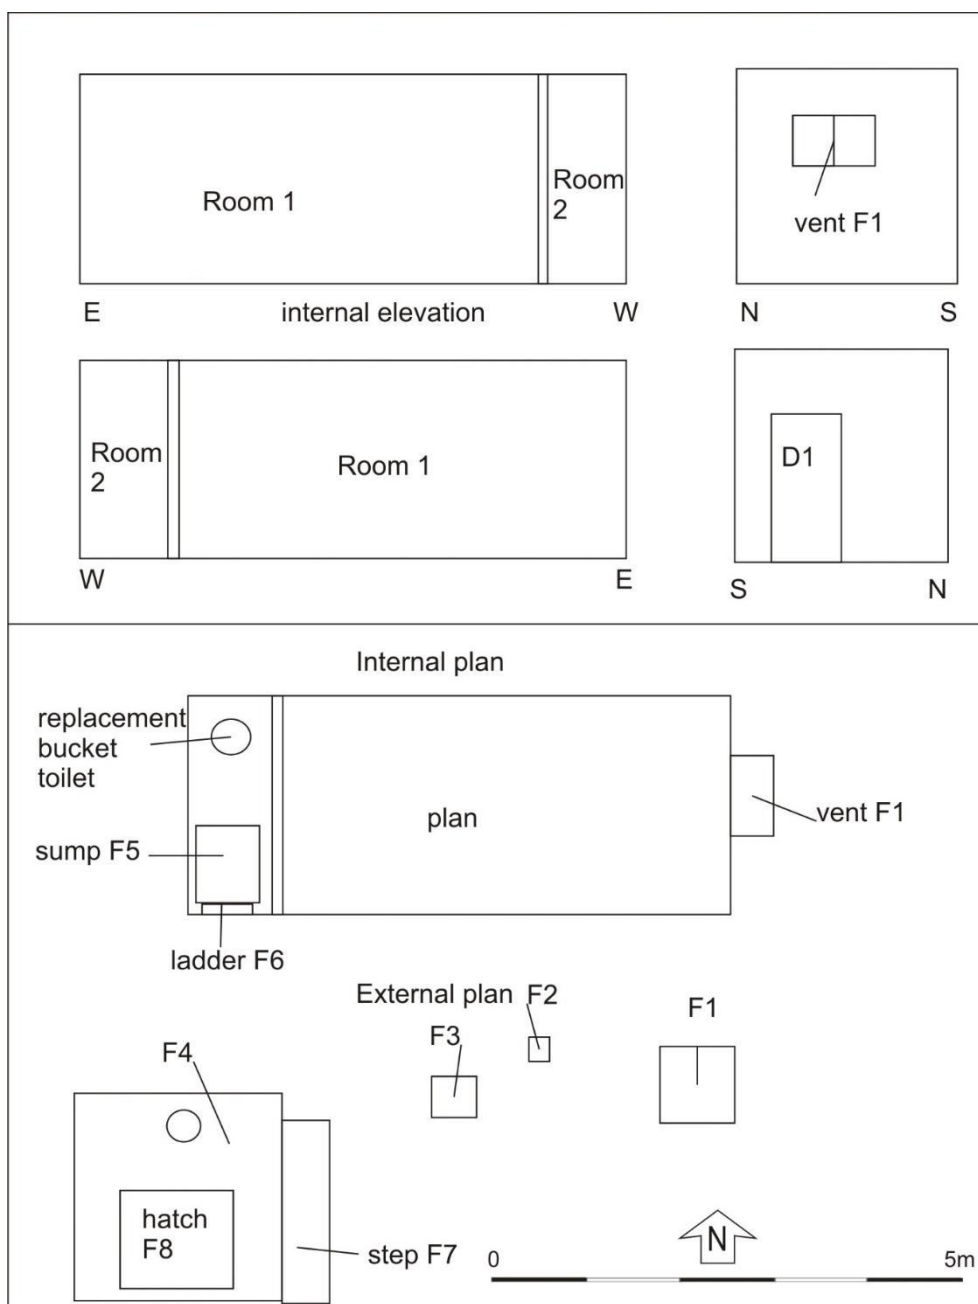 Room 1
Room
2
E
internal elevation
W
vent F1
N
S
Room
2
Room 1
W
E
D1
S
N
Internal plan
replacement
bucket
toilet
plan
vent F1
sump F5
ladder F6
External plan
F2
F1
F3
F4
hatch
F8
step F7
N
0
5m